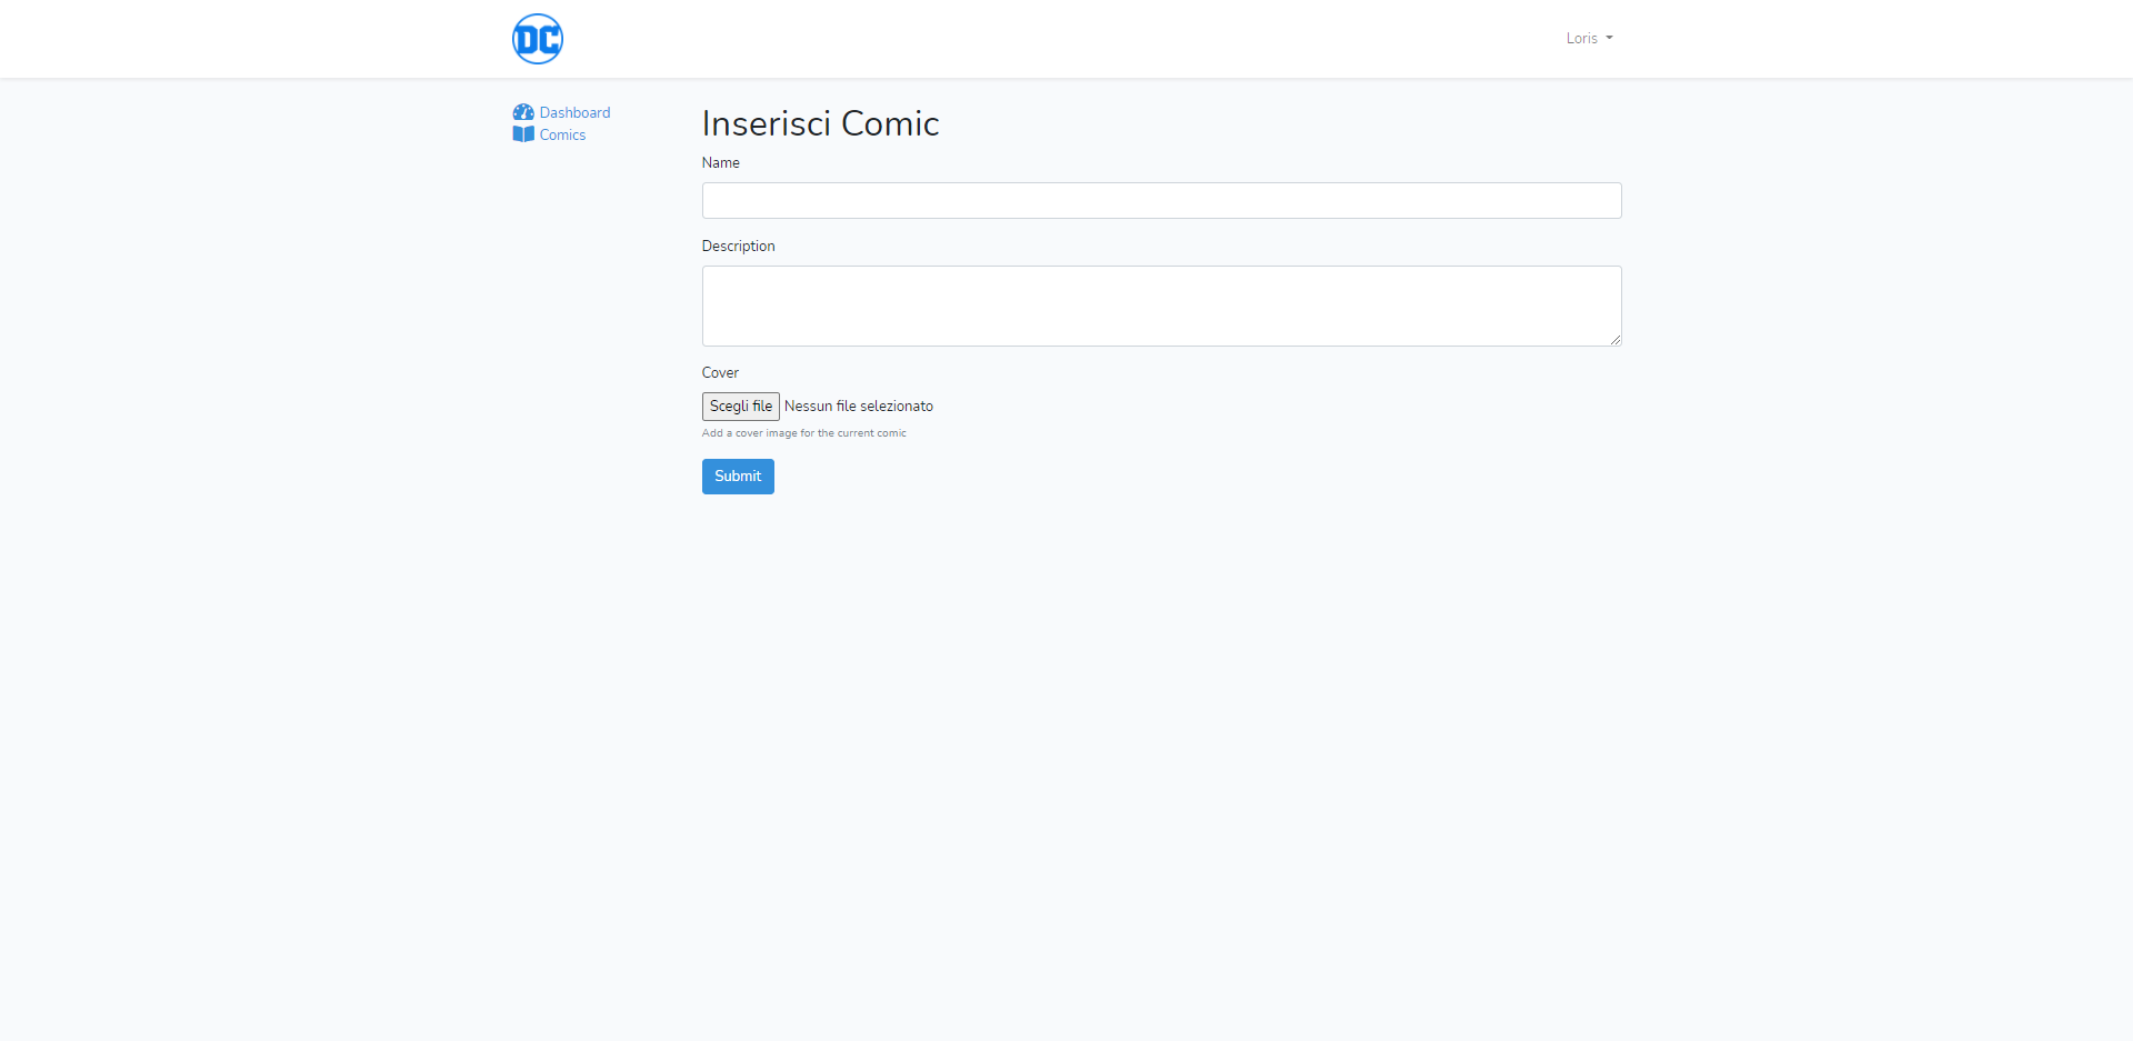 DC
Loris
Dashboard
Comics
Inserisci Comic
Name
Description
Cover
Scegli file Nessun file selezionato
Add a cover image for the current comic
Submit